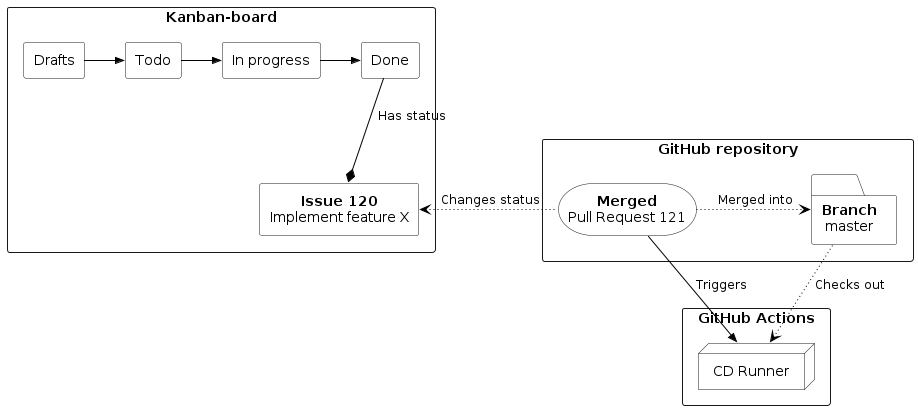 Kanban-board
Drafts
Todo
In progress
Done
Has status
Issue 120
Implement feature X
Changes status
GitHub repository
Merged
Pull Request 121
Merged into
Branch
master
Triggers
Checks out
GitHub Actions
CD Runner